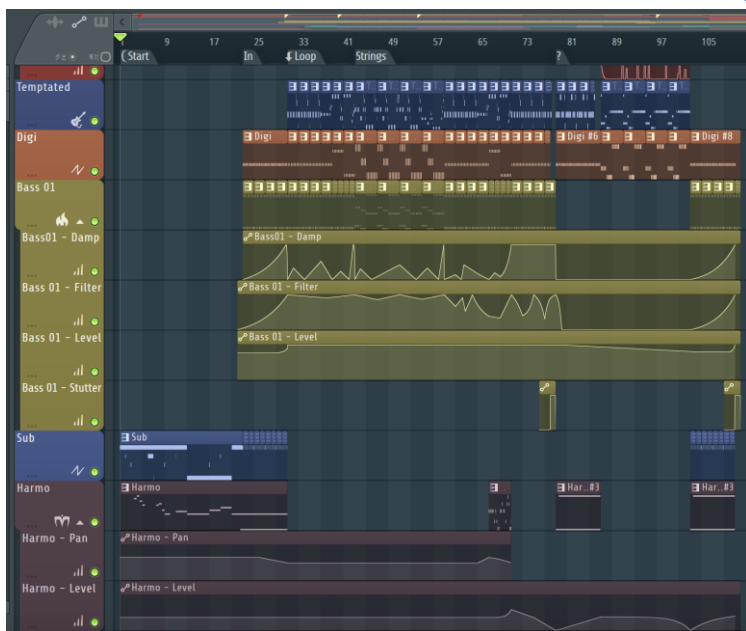 9 17 25 33 41 49 57 65 73 81 89 97 105
Start In Loop Strings ?
Temptated
Digi Digi Digi #6 Digi #8
Bass 01
Bass01 - Damp Bass01 - Damp
Bass 01 - Filter Bass 01 - Filter
Bass 01 - Level Bass 01 - Level
Bass 01 - Stutter
Sub Sub
Harmo Harmo Har..#3 Har..#3
Harmo - Pan Harmo - Pan
Harmo - Level Harmo - Level